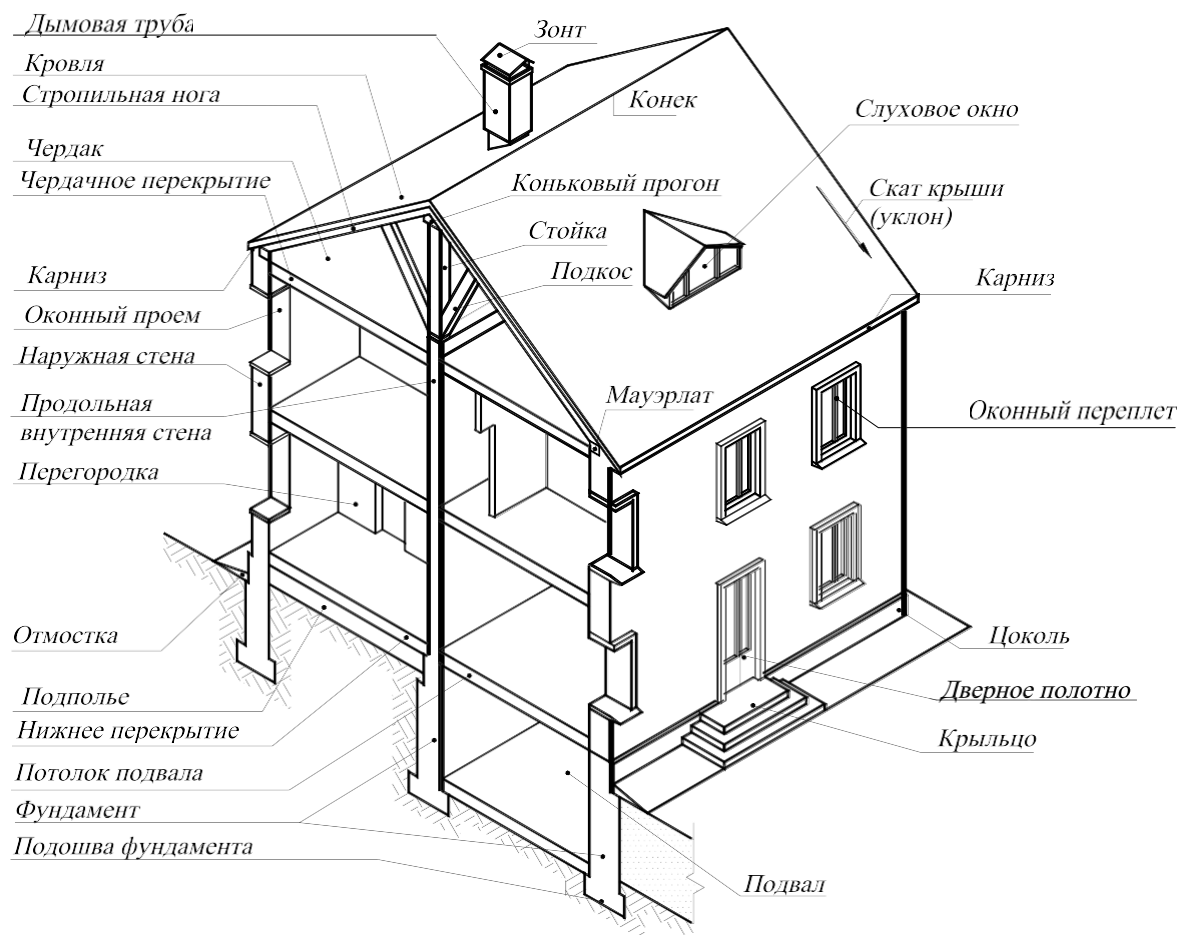 Дымовая труба
Зонт
Кровля
Стропильная нога
Конек
Слуховое окно
Чердак
Чердачное перекрытие
Коньковый прогон
Скат крыши
(уклон)
Стойка
Подкос
Карниз
Карниз
Оконный проем
Наружная стена
Мауэрлат
Продольная
внутренняя стена
Оконный переплет
Перегородка
Отмостка
Цоколь
Подполье
Дверное полотно
Нижнее перекрытие
Крыльцо
Потолок подвала
Фундамент
Подошва фундамента
Подвал